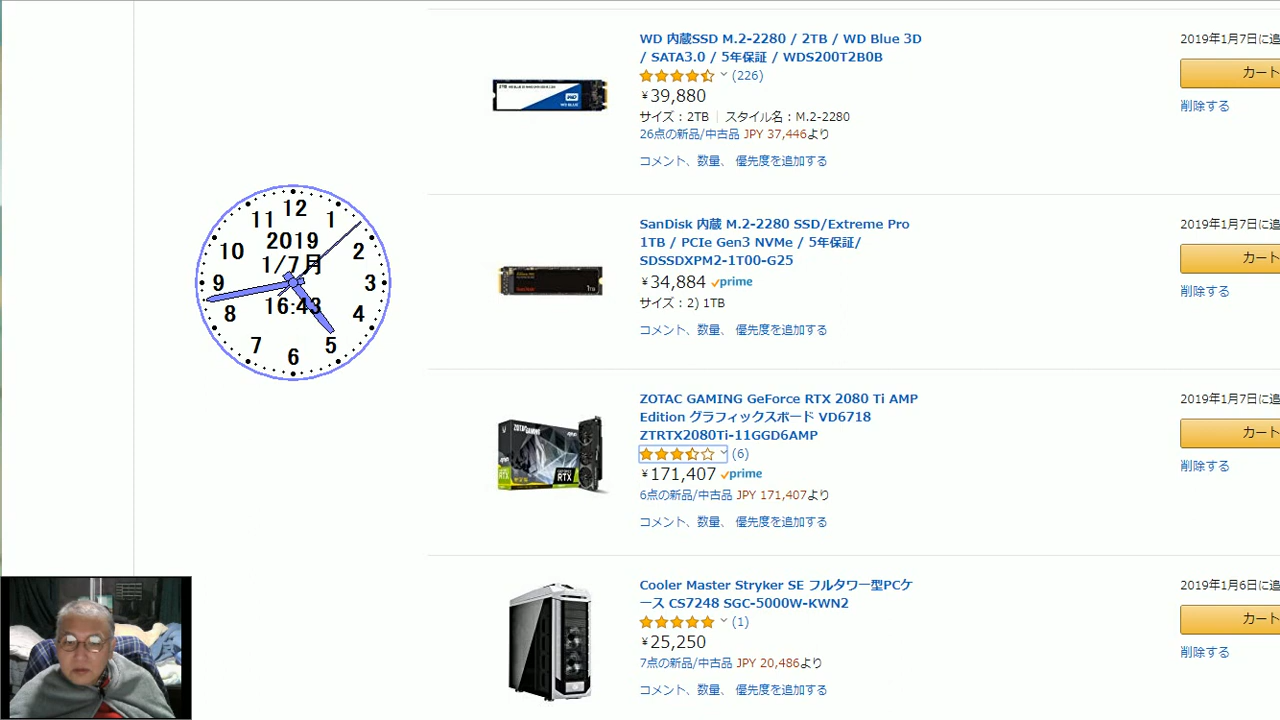 WD 内蔵SSD M.2-2280 / 2TB / WD Blue 3D
/ SATA3.0 / 5年保証 / WDS200T2B0B
(226)
¥39,880
サイズ : 2TB | スタイル名 : M.2-2280
26点の新品/中古品 JPY 37,446より
コメント、数量、 優先度を追加する
2019年1月7日に追
カート
削除する
SanDisk 内蔵 M.2-2280 SSD/Extreme Pro
1TB / PCIe Gen3 NVMe / 5年保証/
SDSSDXPM2-1T00-G25
¥34,884 prime
サイズ : 2) 1TB
コメント、数量、 優先度を追加する
2019年1月7日に追
カート
削除する
12
1
2
3
4
5
6
7
8
9
10
11
2019
1/7月
16:43
ZOTAC GAMING GeForce RTX 2080 Ti AMP
Edition グラフィックスボード VD6718
ZTRTX2080Ti-11GGD6AMP
(6)
¥171,407 prime
6点の新品/中古品 JPY 171,407より
コメント、数量、 優先度を追加する
2019年1月7日に追
カート
削除する
ZOTAC GAMING
RTX
Cooler Master Stryker SE フルタワー型PCケ
ース CS7248 SGC-5000W-KWN2
(1)
¥25,250
7点の新品/中古品 JPY 20,486より
コメント、数量、 優先度を追加する
2019年1月6日に追
カート
削除する